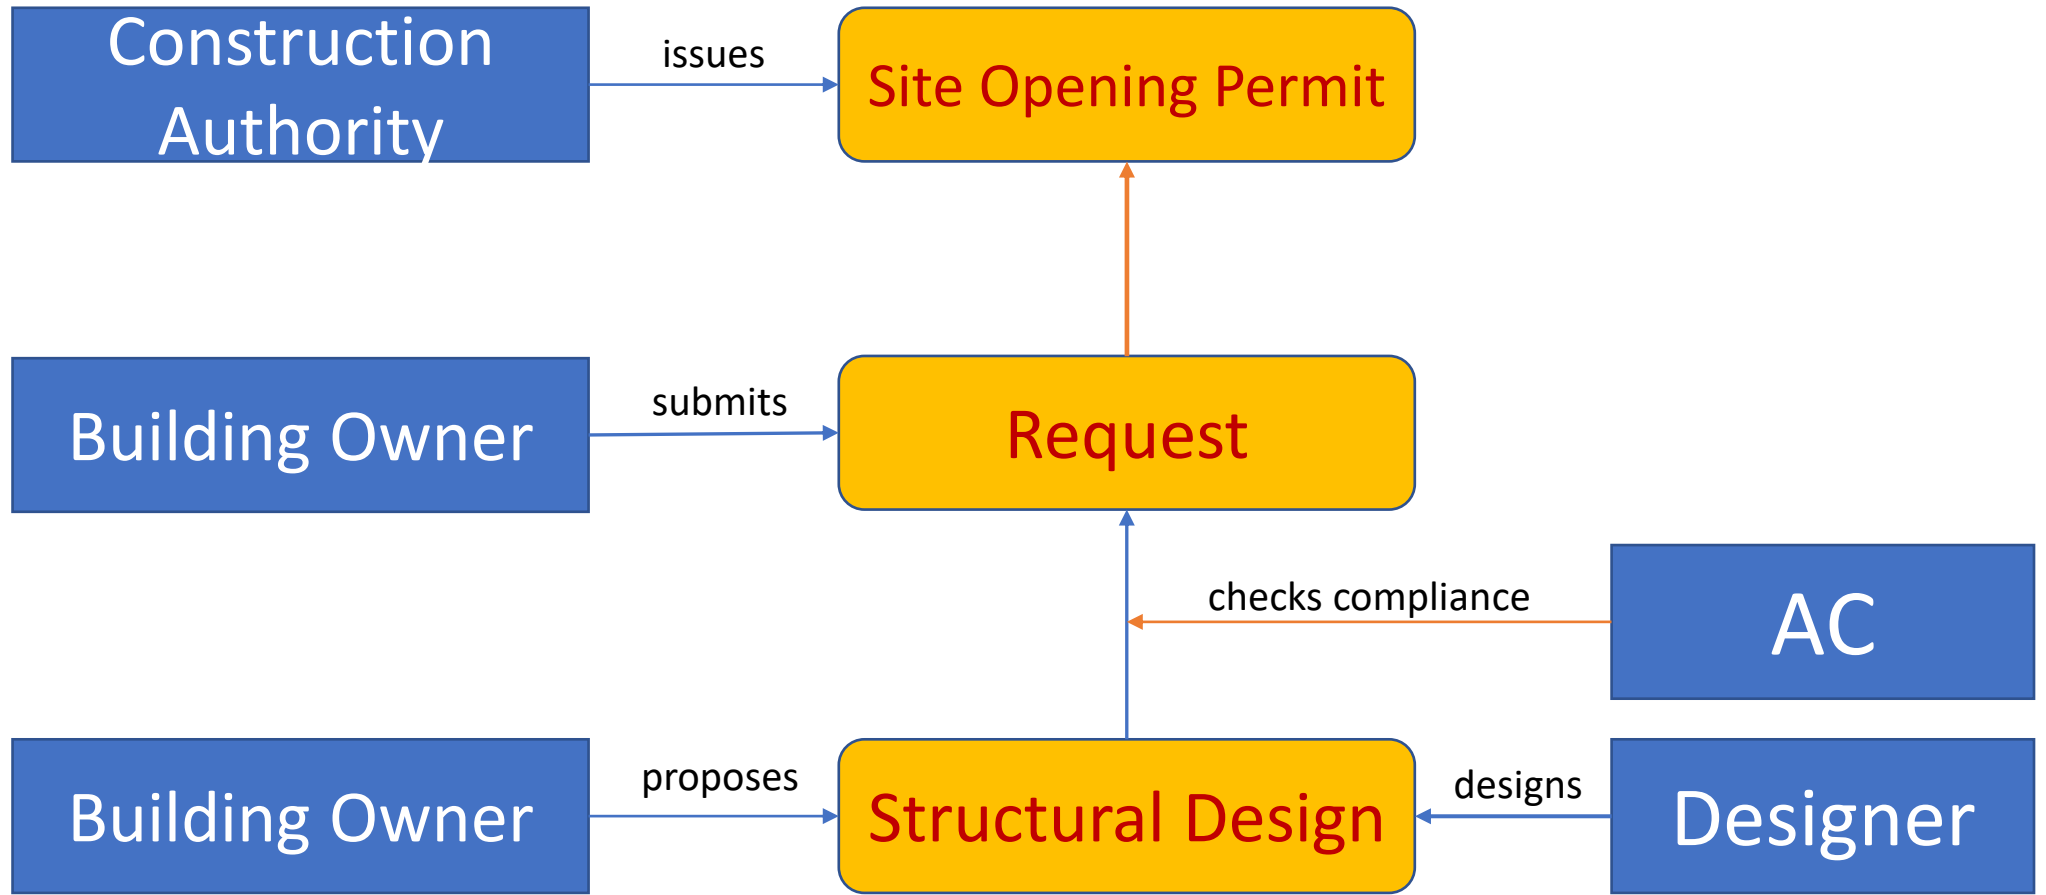 Construction
Authority
issues
Site Opening Permit
Building Owner
submits
Request
checks compliance
AC
Building Owner
proposes
Structural Design
designs
Designer